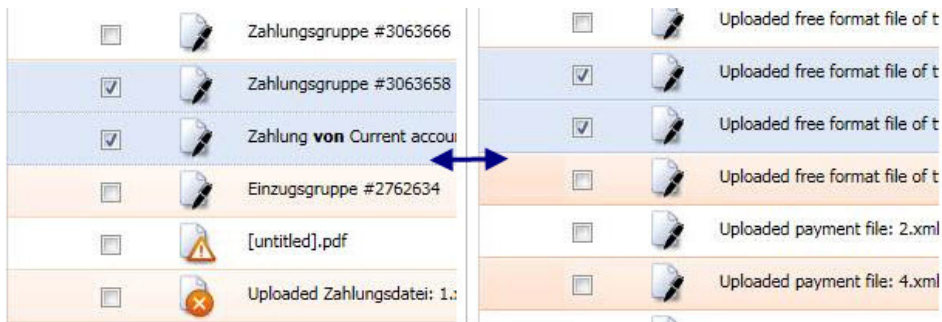 Zahlungsgruppe #3063666
Zahlungsgruppe #3063658
Zahlung von Current
Einzugsgruppe #2762634
[untitled].pdf
Uploaded Zahlungsdatei:
Uploaded free format file of
Uploaded free format file of
Uploaded free format file of
Uploaded free format file of
Uploaded payment file: 2.xml
Uploaded payment file: 4.xml